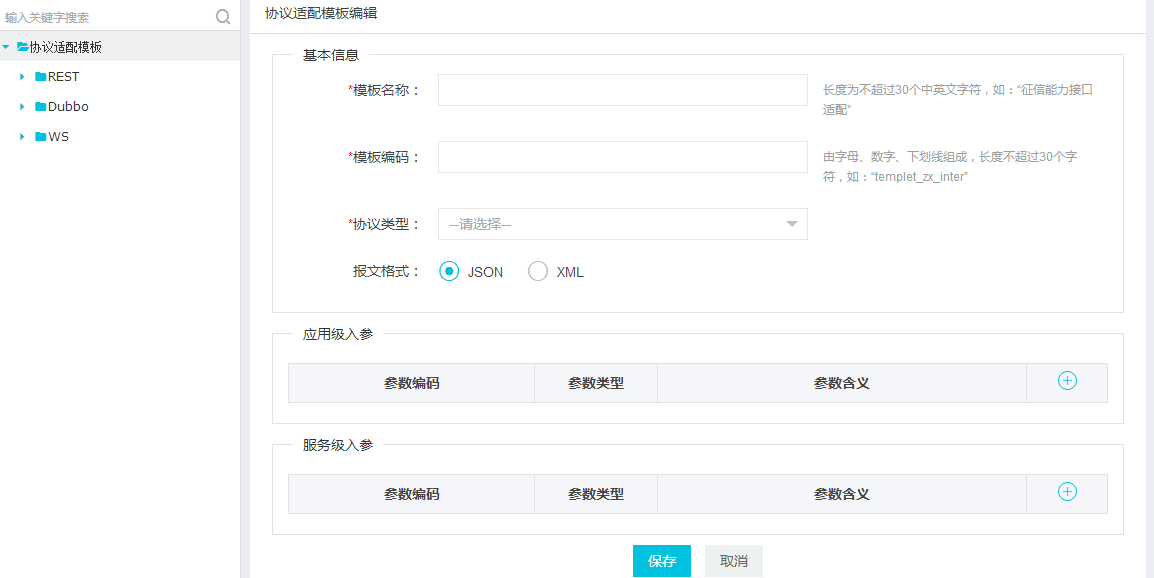 输入关键字搜索
协议适配模板
REST
Dubbo
WS
协议适配模板编辑
基本信息
*模板名称：
长度为不超过30个中英文字符，如：“征信能力接口
适配”
*模板编码：
由字母、数字、下划线组成，长度不超过30个字
符，如：“templet_zx_inter”
*协议类型：
--请选择--
报文格式： JSON XML
应用级入参
参数编码 参数类型 参数含义
服务级入参
参数编码 参数类型 参数含义
保存 取消